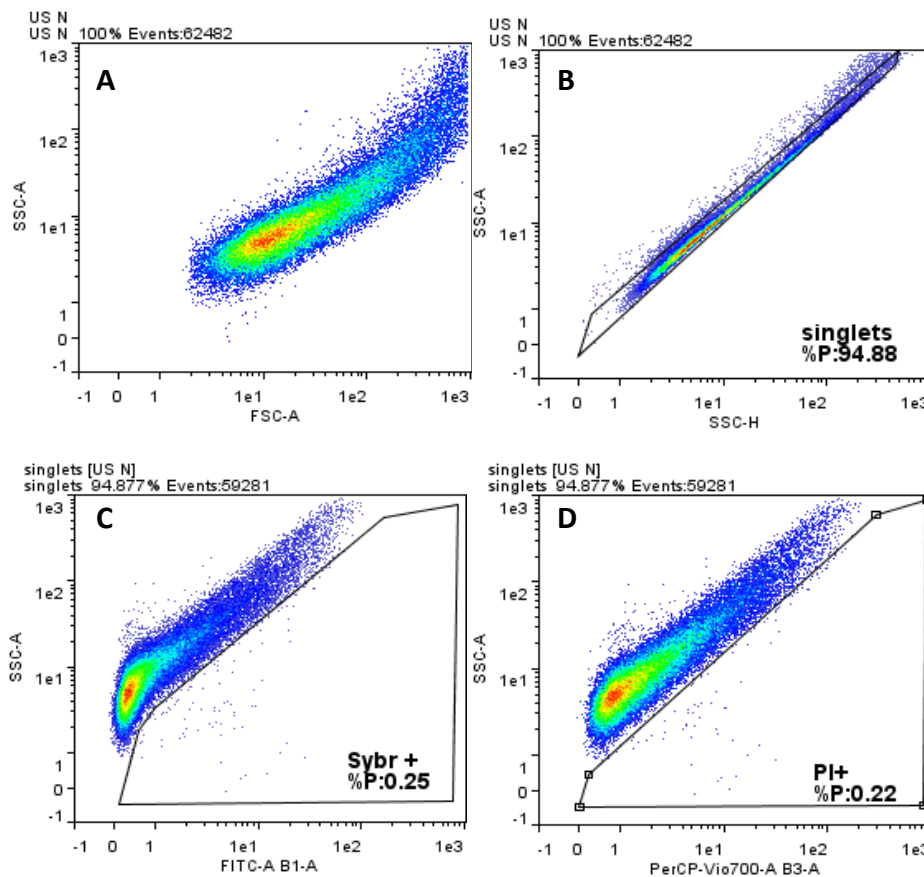 US N
US N 100% Events:62482
A
1e3
1e2
1e1
1
0
-1
SSC-A
-1 0 1 1e1 1e2 1e3
FSC-A
US N
US N 100% Events:62482
B
1e3
1e2
1e1
1
0
-1
SSC-A
singlets
%P:94.88
-1 0 1 1e1 1e2 1e3
SSC-H
singlets [US N]
singlets 94.877% Events:59281
C
1e3
1e2
1e1
1
0
-1
SSC-A
Sybr +
%P:0.25
-1 0 1 1e1 1e2 1e3
FITC-A B1-A
singlets [US N]
singlets 94.877% Events:59281
D
1e3
1e2
1e1
1
0
-1
SSC-A
PI+
%P:0.22
-1 0 1 1e1 1e2 1e3
PerCP-Vio700-A B3-A